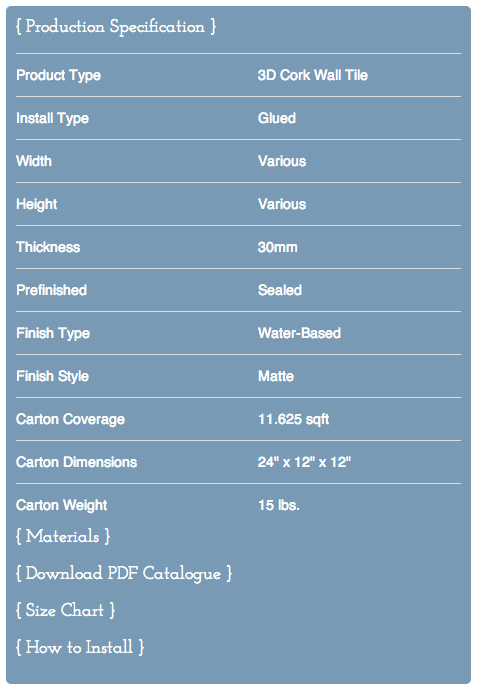 { Production Specification }
Product Type 3D Cork Wall Tile
Install Type Glued
Width Various
Height Various
Thickness 30mm
Prefinished Sealed
Finish Type Water-Based
Finish Style Matte
Carton Coverage 11.625 sqft
Carton Dimensions 24" x 12" x 12"
Carton Weight 15 lbs.
{ Materials }
{ Download PDF Catalogue }
{ Size Chart }
{ How to Install }